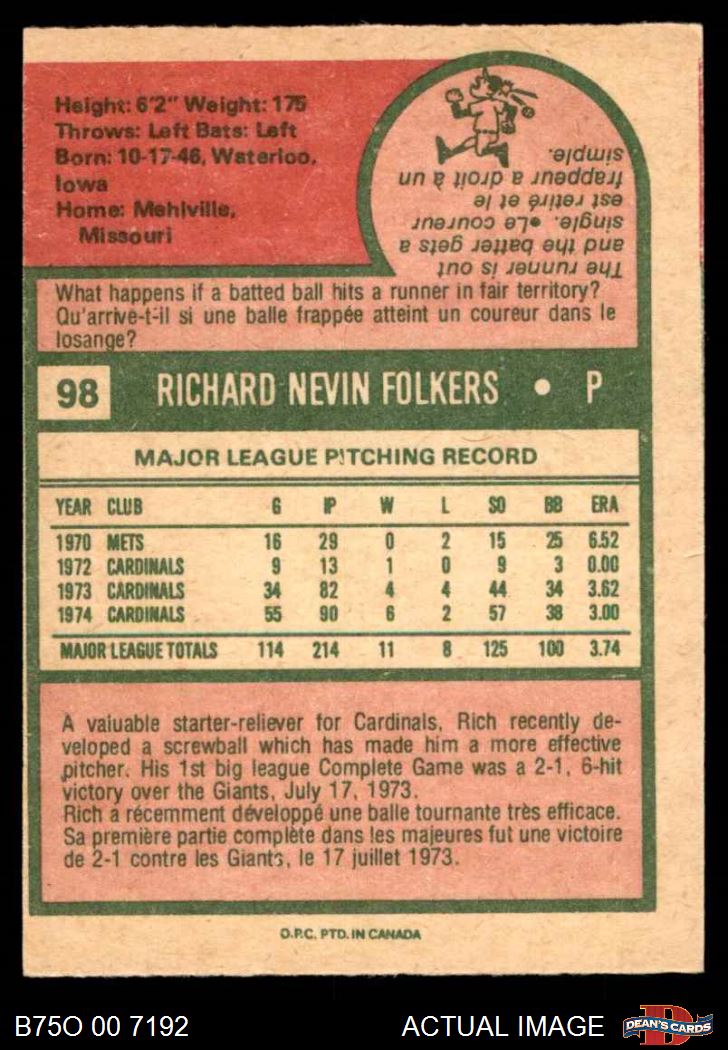 Height: 6'2" Weight: 175
Throws: Left Bats: Left
Born: 10-17-46, Waterloo,
Iowa
Home: Mehlville,
Missouri
The runner is out
and the batter gets a
single. •Le coureur
est retiré et le
frappeur a droit à un
simple.
What happens if a batted ball hits a runner in fair territory?
Qu'arrive-t-il si une balle frappée atteint un coureur dans le
losange?
98 RICHARD NEVIN FOLKERS • P
MAJOR LEAGUE PITCHING RECORD
YEAR CLUB G IP W L SO BB ERA
1970 METS 16 29 0 2 15 25 6.52
1972 CARDINALS 9 13 1 0 9 3 0.00
1973 CARDINALS 34 82 4 4 44 34 3.62
1974 CARDINALS 55 90 6 2 57 38 3.00
MAJOR LEAGUE TOTALS 114 214 11 8 125 100 3.74
A valuable starter-reliever for Cardinals, Rich recently de-
veloped a screwball which has made him a more effective
pitcher. His 1st big league Complete Game was a 2-1, 6-hit
victory over the Giants, July 17, 1973.
Rich a récemment développé une balle tournante très efficace.
Sa première partie complète dans les majeures fut une victoire
de 2-1 contre les Giants, le 17 juillet 1973.
O.P.C. PTD. IN CANADA
B75O 00 7192 ACTUAL IMAGE D DEAN'S CARDS